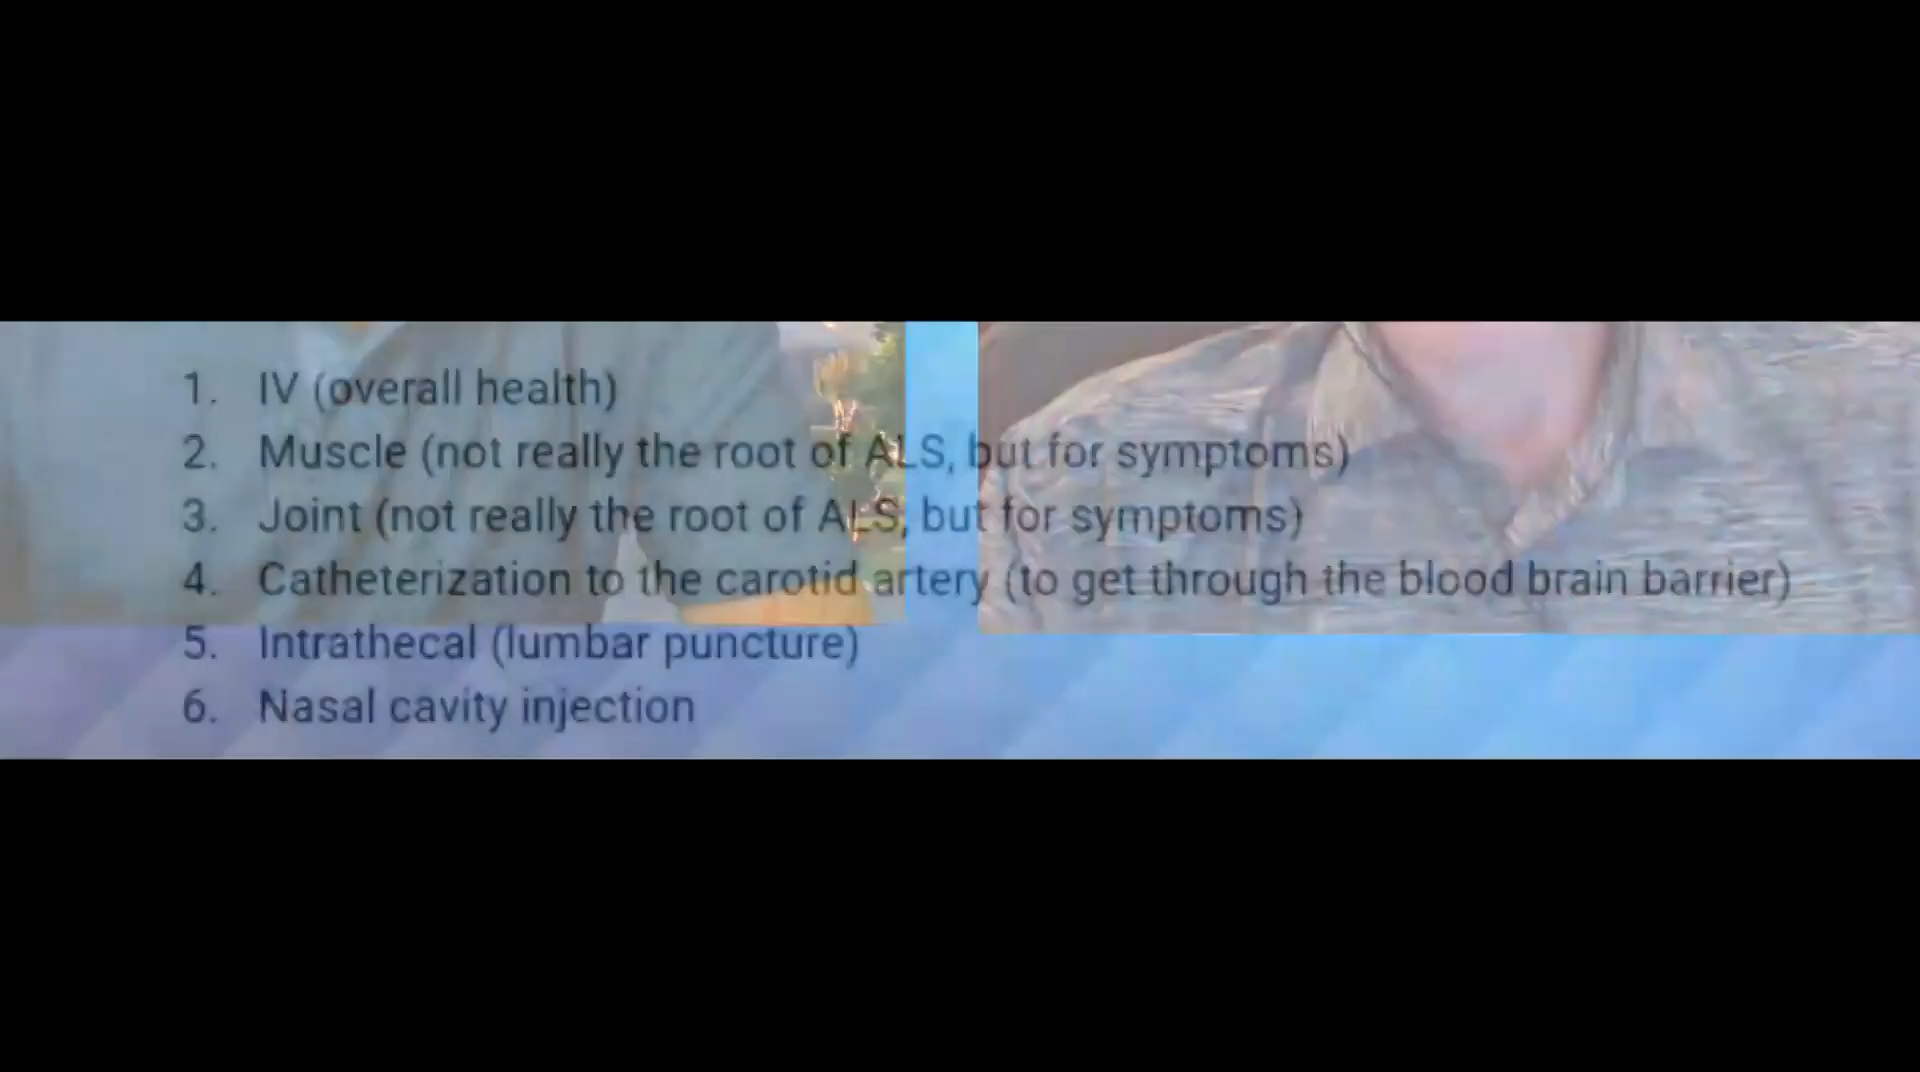 1. IV (overall health)
2. Muscle (not really the root of ALS, but for symptoms)
3. Joint (not really the root of ALS, but for symptoms)
4. Catheterization to the carotid artery (to get through the blood brain barrier)
5. Intrathecal (lumbar puncture)
6. Nasal cavity injection